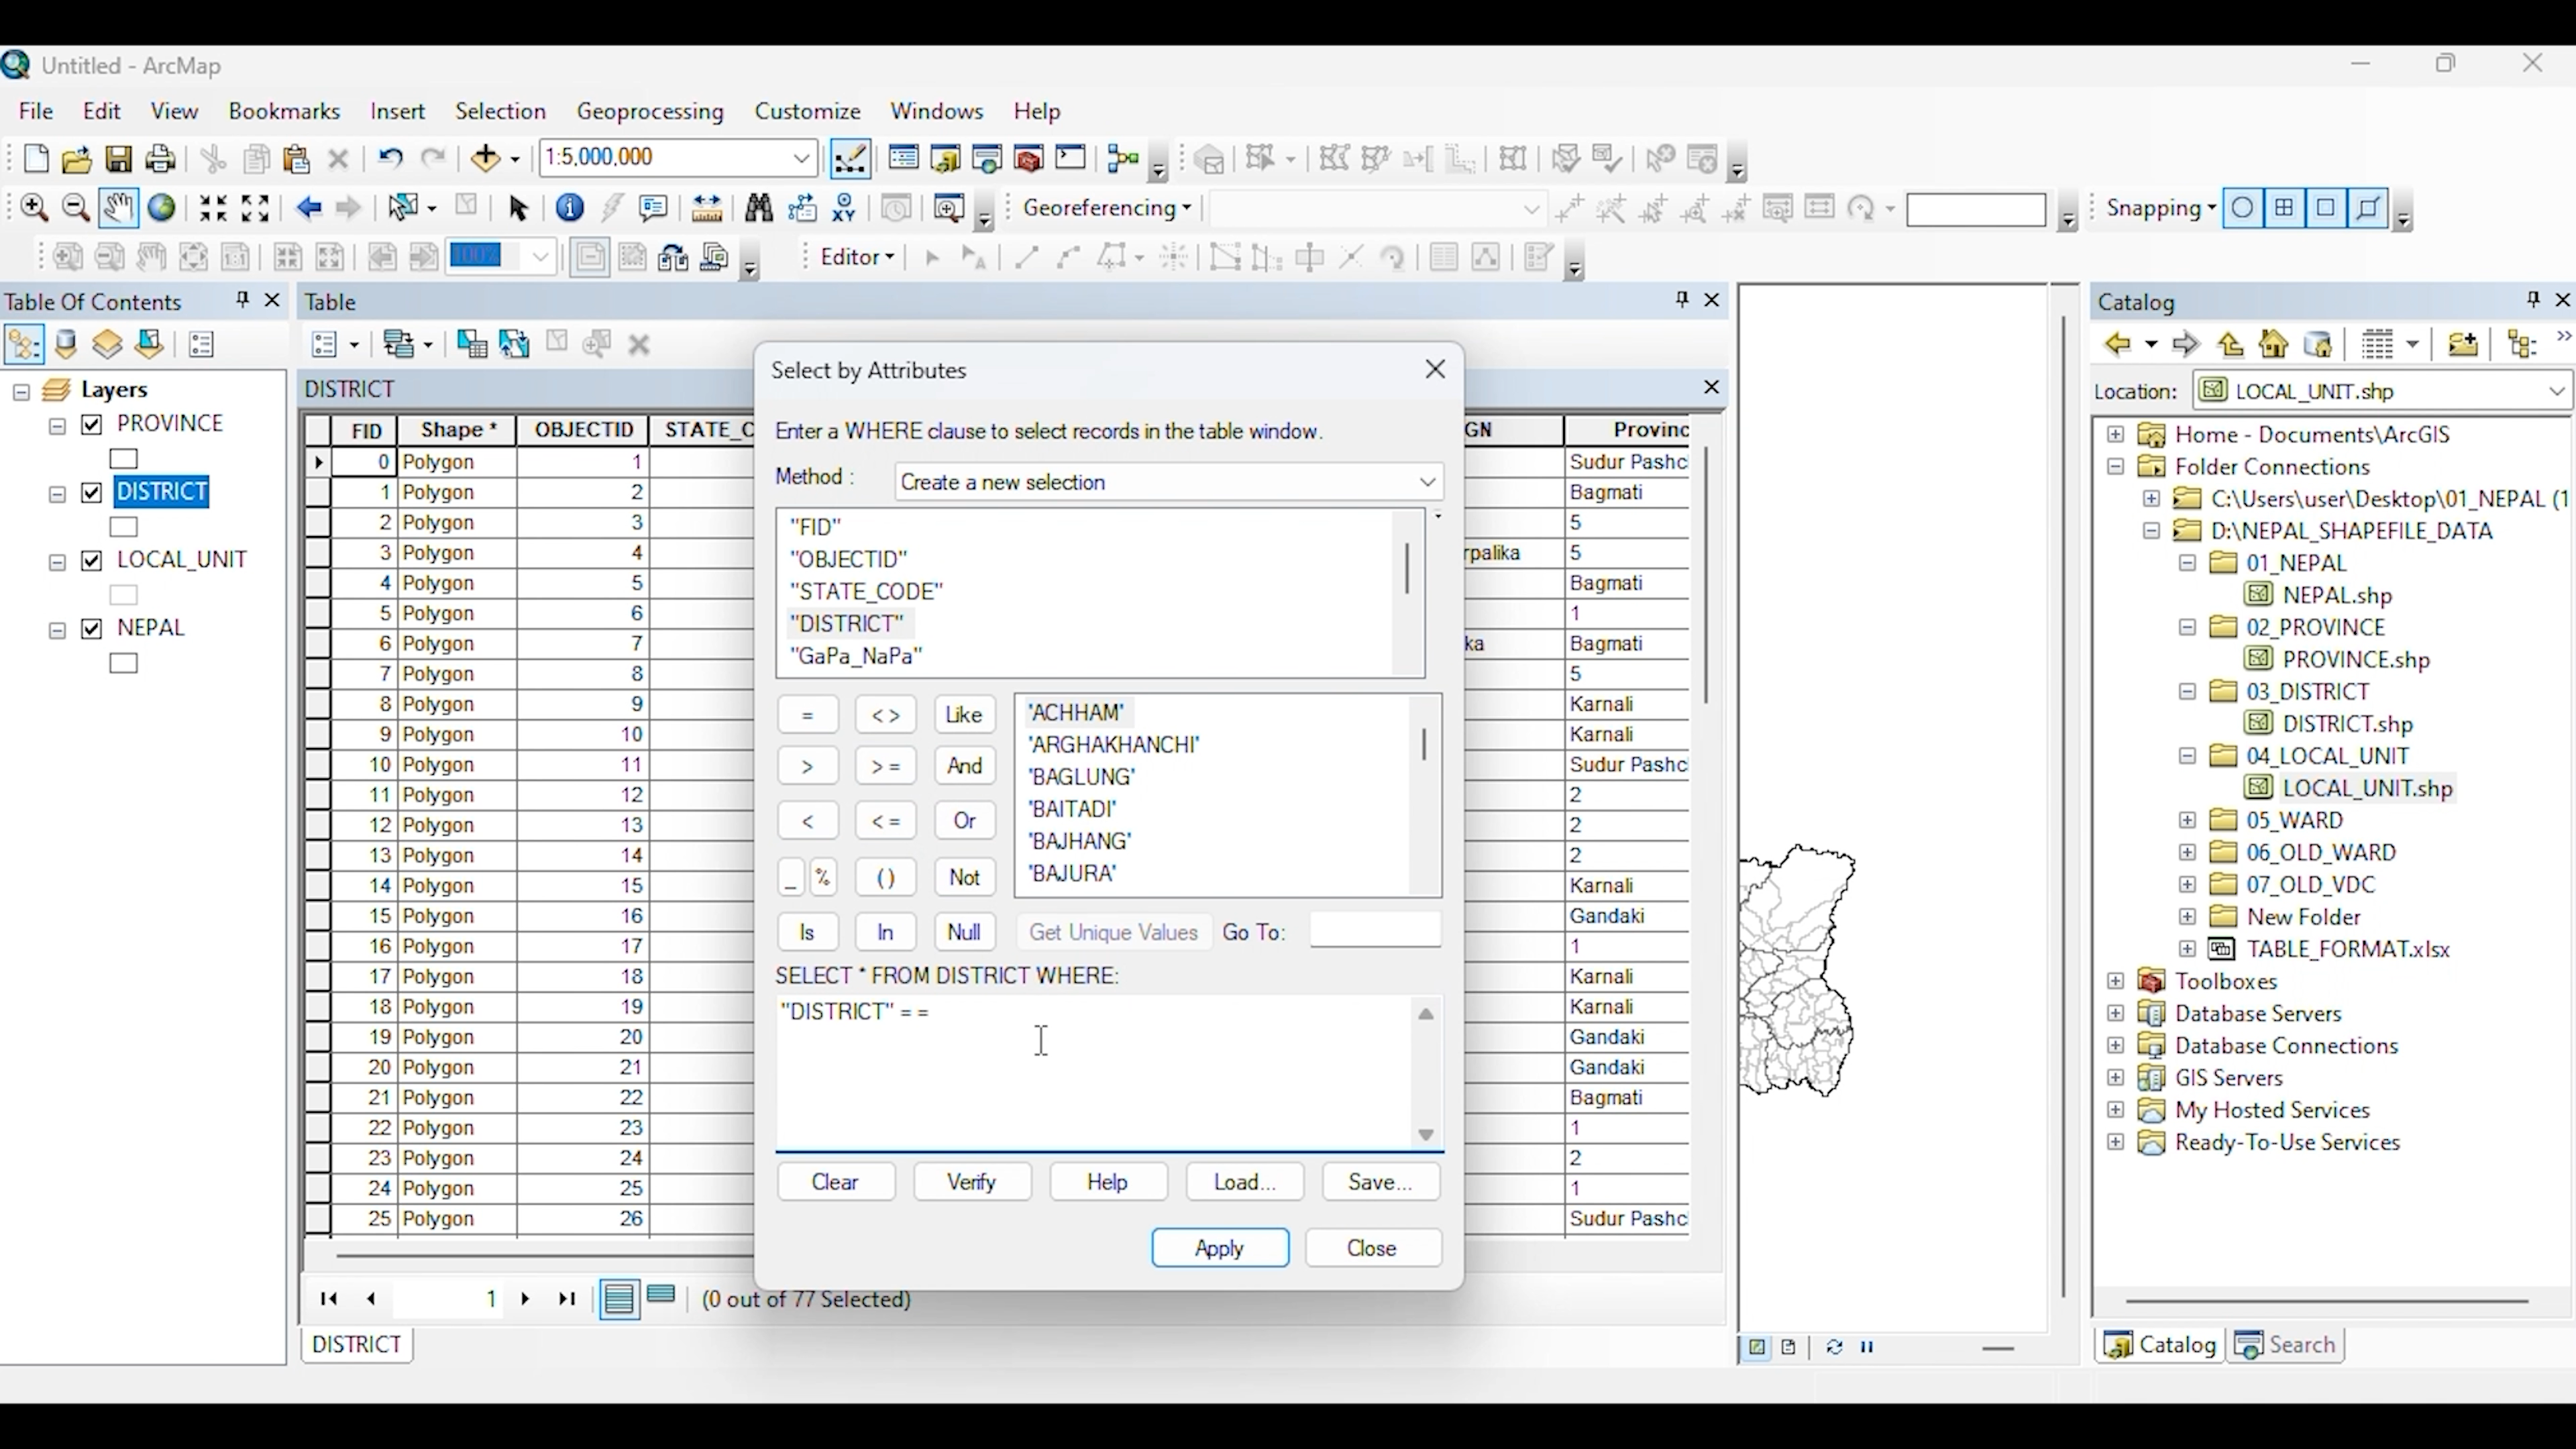 Untitled - ArcMap
File Edit View Bookmarks Insert Selection Geoprocessing Customize Windows Help
1:5,000,000
Georeferencing
Snapping
100%
Editor
Table Of Contents
Layers
PROVINCE
DISTRICT
LOCAL_UNIT
NEPAL
Table
DISTRICT
FID Shape * OBJECTID STATE_C GN Provinc
0 Polygon 1 Sudur Pashc
1 Polygon 2 Bagmati
2 Polygon 3 5
3 Polygon 4 rpalika 5
4 Polygon 5 Bagmati
5 Polygon 6 1
6 Polygon 7 ka Bagmati
7 Polygon 8 5
8 Polygon 9 Karnali
9 Polygon 10 Karnali
10 Polygon 11 Sudur Pashc
11 Polygon 12 2
12 Polygon 13 2
13 Polygon 14 2
14 Polygon 15 Karnali
15 Polygon 16 Gandaki
16 Polygon 17 1
17 Polygon 18 Karnali
18 Polygon 19 Karnali
19 Polygon 20 Gandaki
20 Polygon 21 Gandaki
21 Polygon 22 Bagmati
22 Polygon 23 1
23 Polygon 24 2
24 Polygon 25 1
25 Polygon 26 Sudur Pashc
1 (0 out of 77 Selected)
DISTRICT
Select by Attributes
Enter a WHERE clause to select records in the table window.
Method : Create a new selection
"FID"
"OBJECTID"
"STATE_CODE"
"DISTRICT"
"GaPa_NaPa"
= < > Like
> > = And
< < = Or
_ % ( ) Not
Is In Null
'ACHHAM'
'ARGHAKHANCHI'
'BAGLUNG'
'BAITADI'
'BAJHANG'
'BAJURA'
Get Unique Values Go To:
SELECT * FROM DISTRICT WHERE:
"DISTRICT" = =
Clear Verify Help Load... Save...
Apply Close
Catalog
Location: LOCAL_UNIT.shp
Home - Documents\ArcGIS
Folder Connections
C:\Users\user\Desktop\01_NEPAL (1
D:\NEPAL_SHAPEFILE_DATA
01_NEPAL
NEPAL.shp
02_PROVINCE
PROVINCE.shp
03_DISTRICT
DISTRICT.shp
04_LOCAL_UNIT
LOCAL_UNIT.shp
05_WARD
06_OLD_WARD
07_OLD_VDC
New Folder
TABLE_FORMAT.xlsx
Toolboxes
Database Servers
Database Connections
GIS Servers
My Hosted Services
Ready-To-Use Services
Catalog Search